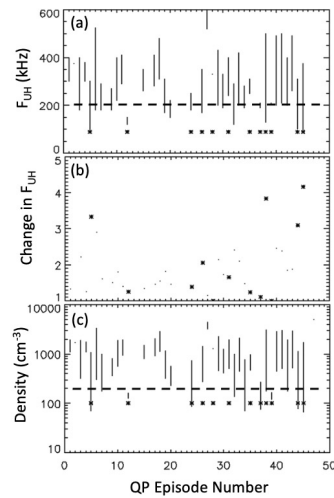 (a)
F_UH (kHz)
600
400
200
0
(b)
Change in F_UH
5
4
3
2
1
(c)
Density (cm⁻³)
10000
1000
100
10
0 10 20 30 40 50
QP Episode Number